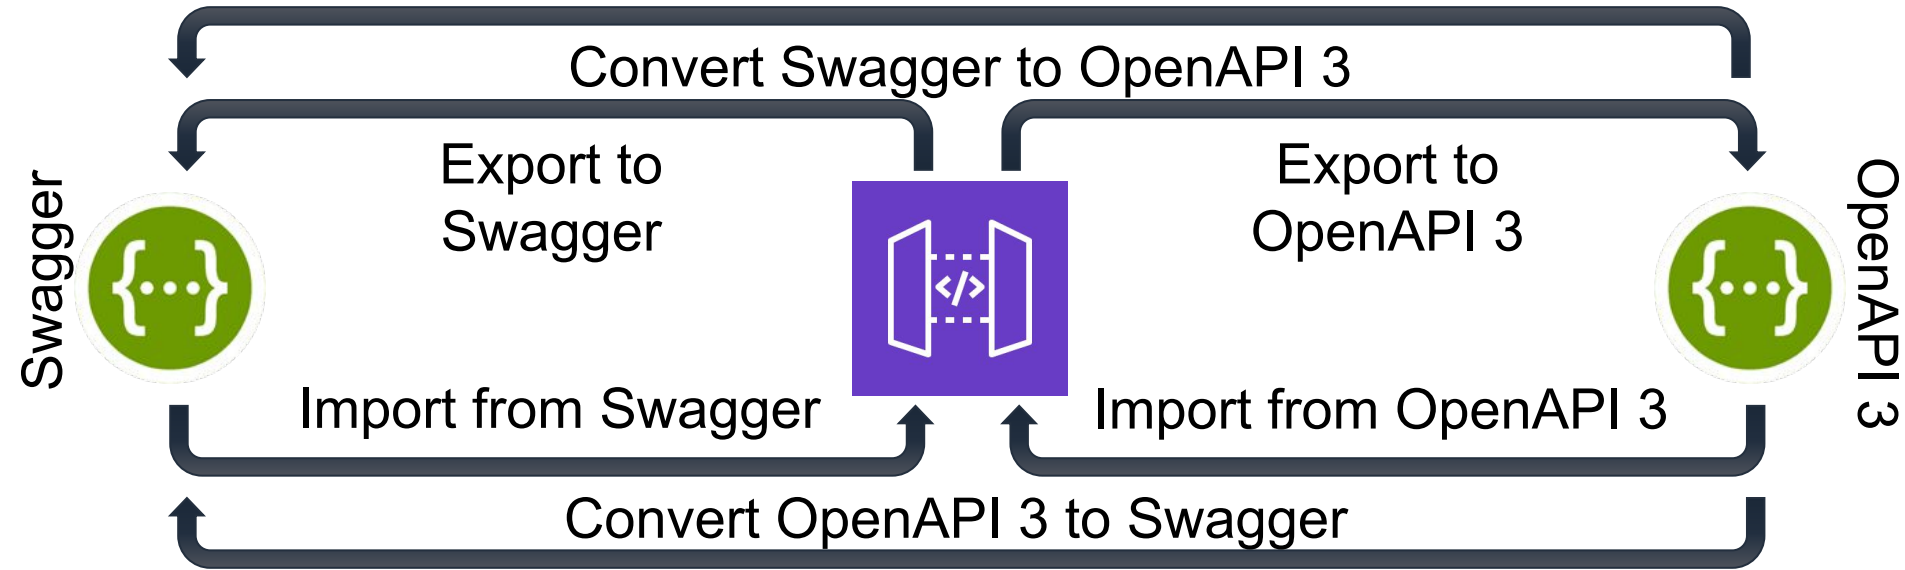 Convert Swagger to OpenAPI 3
Export to
Swagger
Export to
OpenAPI 3
Swagger
</>
OpenAPI 3
Import from Swagger
Import from OpenAPI 3
Convert OpenAPI 3 to Swagger